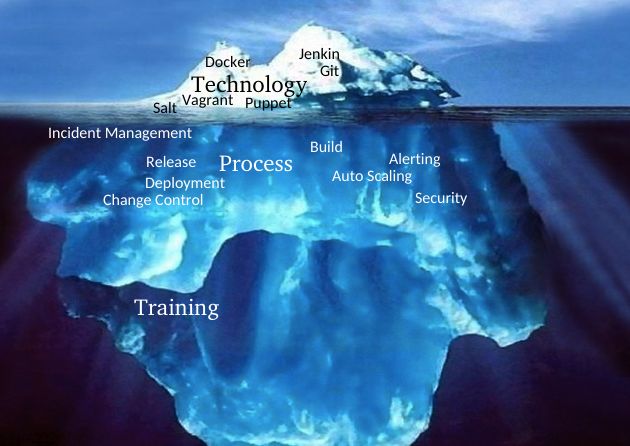 Docker
Jenkin
Git
Technology
Vagrant
Puppet
Salt
Incident Management
Build
Release
Process
Alerting
Auto Scaling
Deployment
Change Control
Security
Training